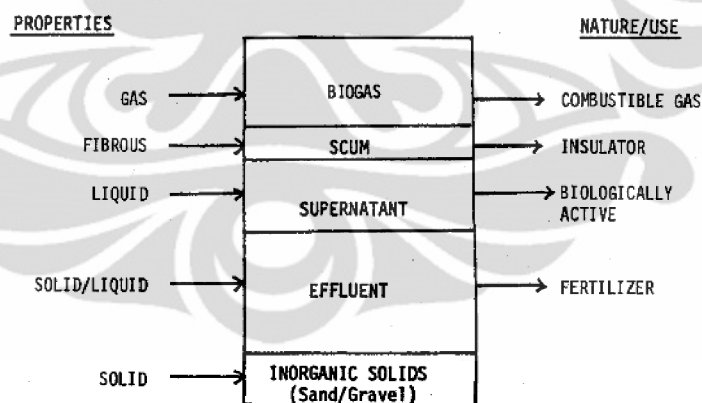 PROPERTIES
NATURE/USE
GAS
BIOGAS
COMBUSTIBLE GAS
FIBROUS
SCUM
INSULATOR
LIQUID
SUPERNATANT
BIOLOGICALLY
ACTIVE
SOLID/LIQUID
EFFLUENT
FERTILIZER
SOLID
INORGANIC SOLIDS
(Sand/Gravel)